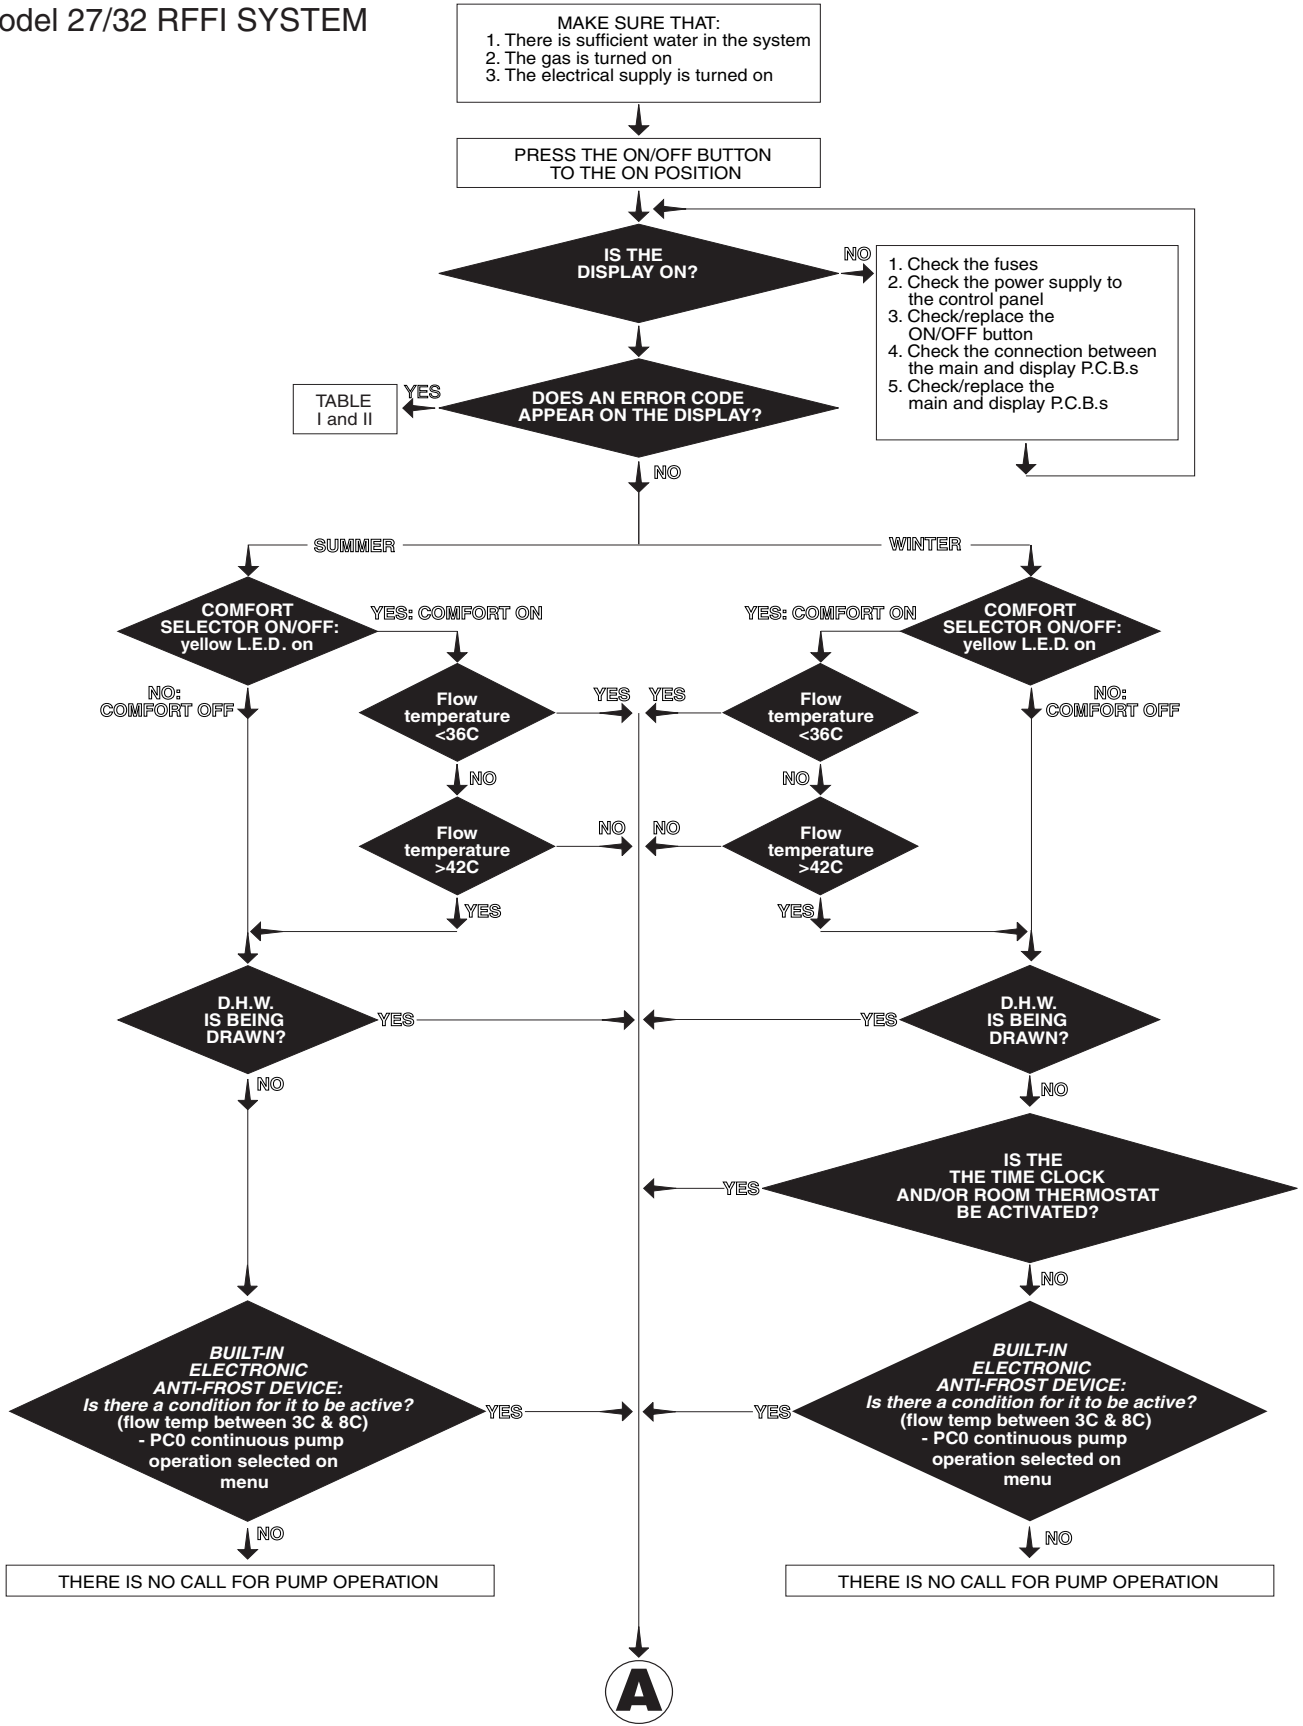 odel 27/32 RFFI SYSTEM
MAKE SURE THAT:
1. There is sufficient water in the system
2. The gas is turned on
3. The electrical supply is turned on
PRESS THE ON/OFF BUTTON
TO THE ON POSITION
IS THE
DISPLAY ON?
NO
1. Check the fuses
2. Check the power supply to
the control panel
3. Check/replace the
ON/OFF button
4. Check the connection between
the main and display P.C.B.s
5. Check/replace the
main and display P.C.B.s
DOES AN ERROR CODE
APPEAR ON THE DISPLAY?
YES
TABLE
I and II
NO
SUMMER
WINTER
COMFORT
SELECTOR ON/OFF:
yellow L.E.D. on
YES: COMFORT ON
YES: COMFORT ON
COMFORT
SELECTOR ON/OFF:
yellow L.E.D. on
NO:
COMFORT OFF
Flow
temperature
<36C
YES
YES
Flow
temperature
<36C
NO:
COMFORT OFF
NO
NO
Flow
temperature
>42C
NO
NO
Flow
temperature
>42C
YES
YES
D.H.W.
IS BEING
DRAWN?
YES
YES
D.H.W.
IS BEING
DRAWN?
NO
NO
IS THE
THE TIME CLOCK
AND/OR ROOM THERMOSTAT
BE ACTIVATED?
YES
NO
BUILT-IN
ELECTRONIC
ANTI-FROST DEVICE:
Is there a condition for it to be active?
(flow temp between 3C & 8C)
- PC0 continuous pump
operation selected on
menu
YES
YES
BUILT-IN
ELECTRONIC
ANTI-FROST DEVICE:
Is there a condition for it to be active?
(flow temp between 3C & 8C)
- PC0 continuous pump
operation selected on
menu
NO
NO
THERE IS NO CALL FOR PUMP OPERATION
THERE IS NO CALL FOR PUMP OPERATION
A